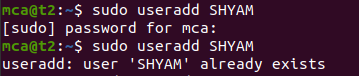 mca@t2:~$ sudo useradd SHYAM
[sudo] password for mca:
mca@t2:~$ sudo useradd SHYAM
useradd: user 'SHYAM' already exists